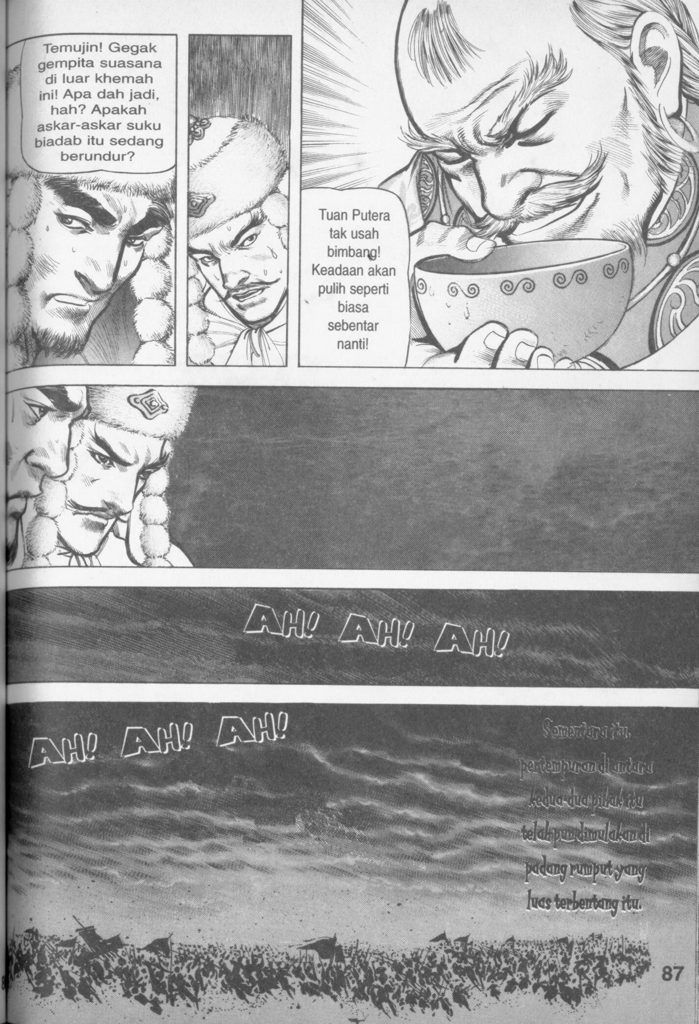 Temujin! Gegak
gempita suasana
di luar khemah
ini! Apa dah jadi,
hah? Apakah
askar-askar suku
biadab itu sedang
berundur?
Tuan Putera
tak usah
bimbang!
Keadaan akan
pulih seperti
biasa
sebentar
nanti!
AH! AH! AH!
AH! AH! AH!
Sementara itu,
pertempuran di antara
kedua-dua pihak itu
telah pun dimulakan di
padang rumput yang
luas terbentang itu.
87